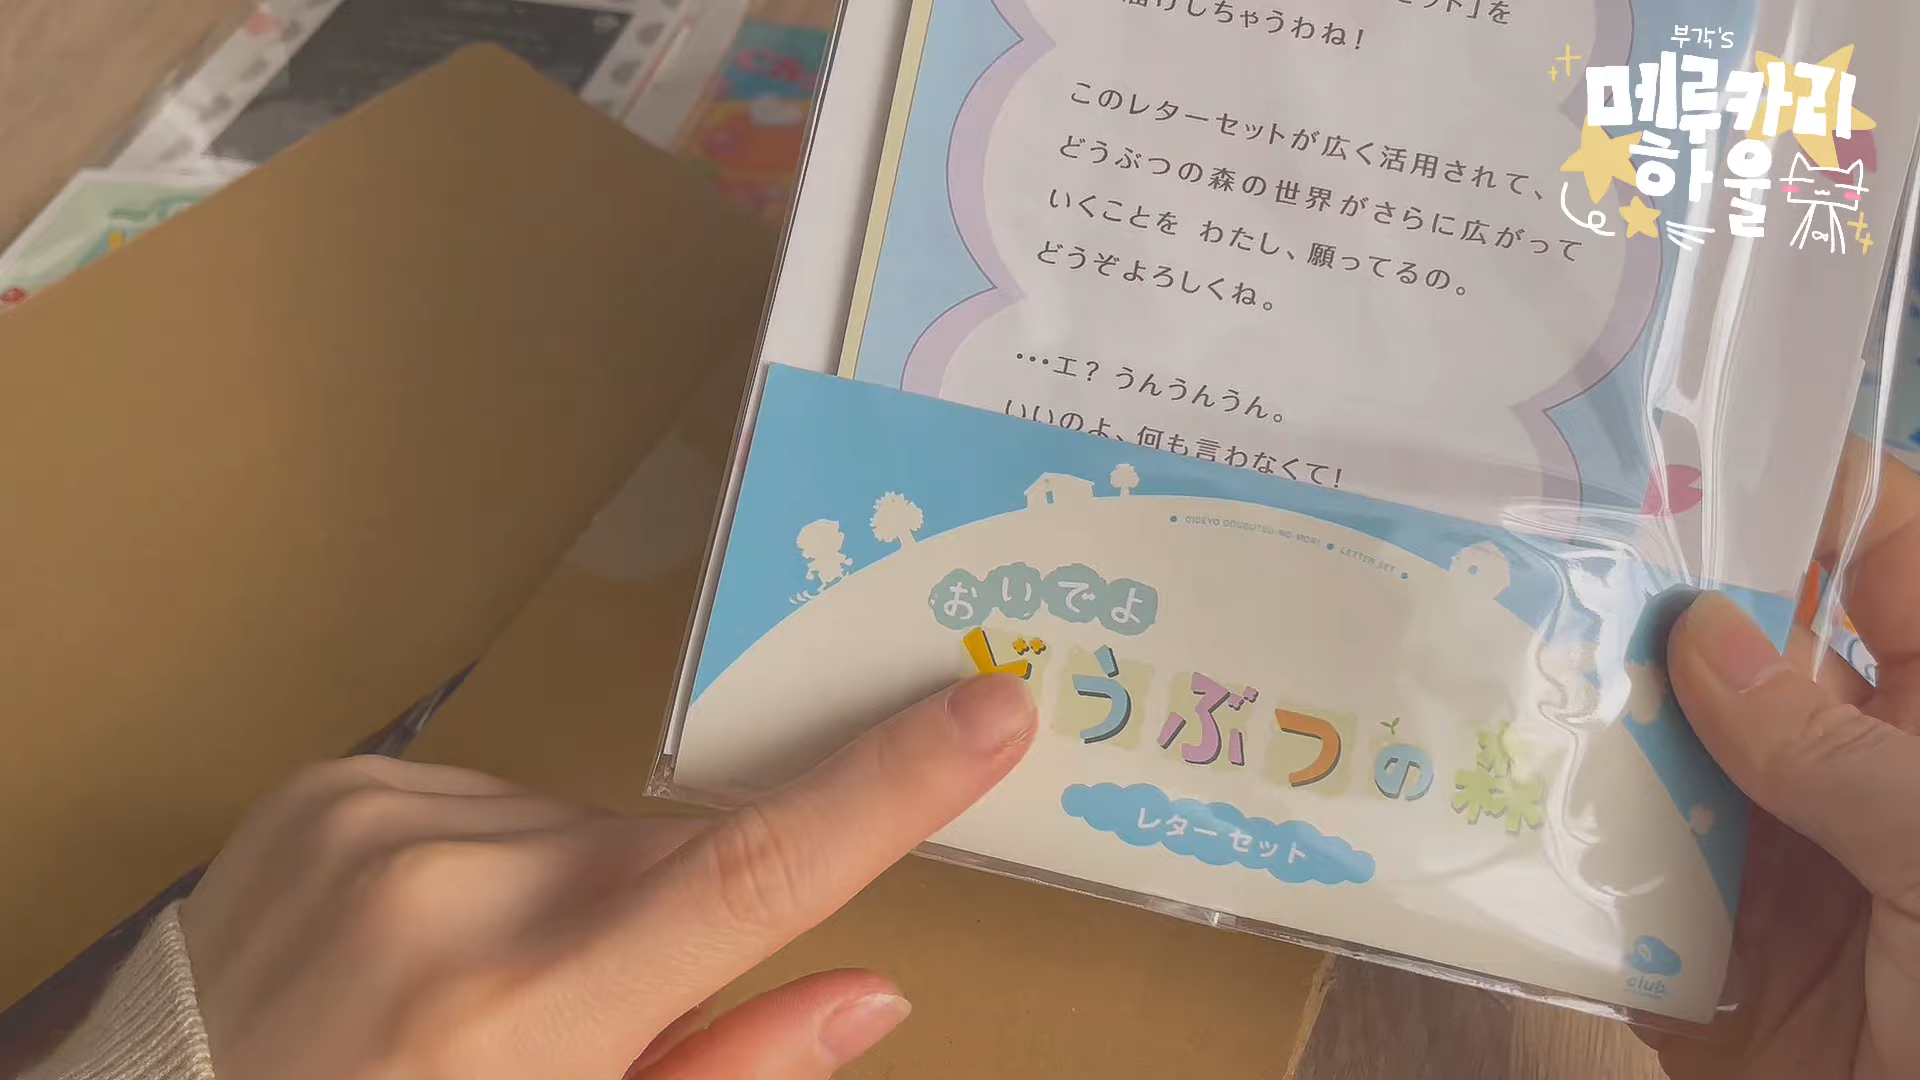 セット」を
届けしちゃうわね!
このレターセットが広く活用されて、
どうぶつの森の世界がさらに広がって
いくことを わたし、願ってるの。
どうぞよろしくね。
…エ? うんうんうん。
いいのよ、何も言わなくて!
OIDEYO DOUBUTSU NO MORI ● LETTER SET
おいでよ
どうぶつの森
レターセット
club
부각's
메루카리
하울